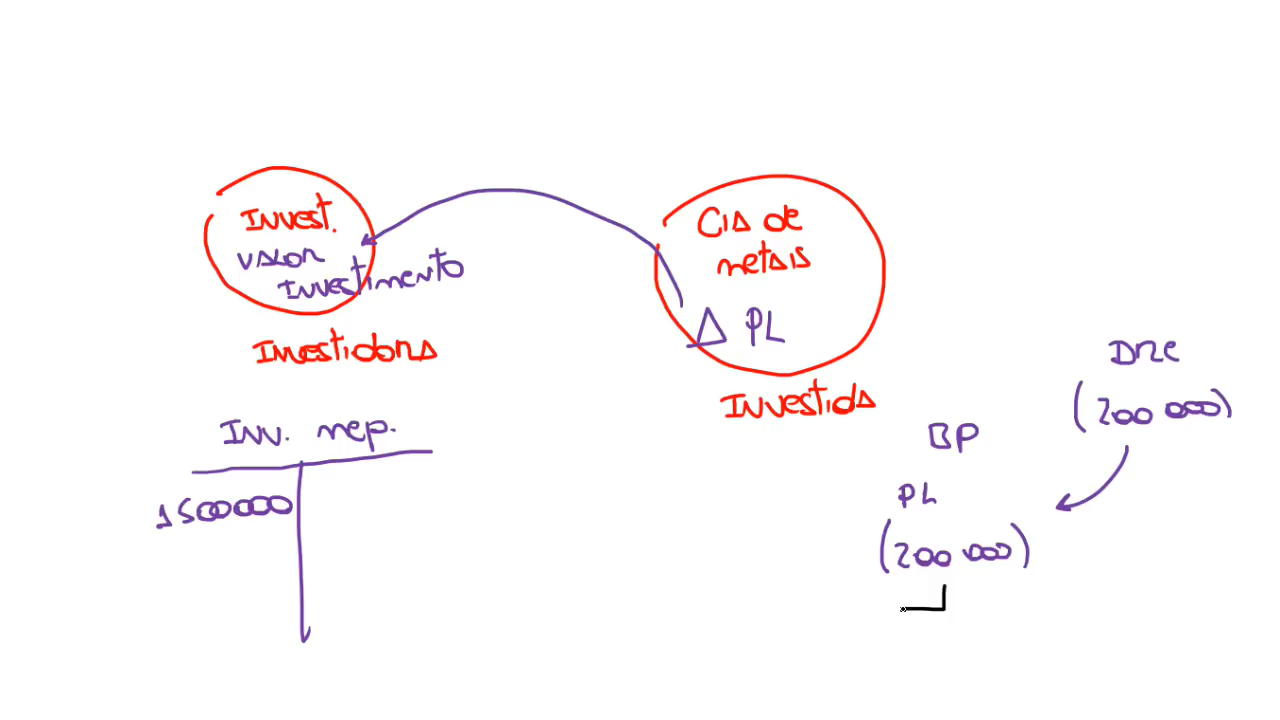 Invest.
valor
investimento
Investidora
Cia de
metais
Δ PL
Investida
Inv. rep.
1500000
DRE
(200 000)
BP
PL
(200 000)